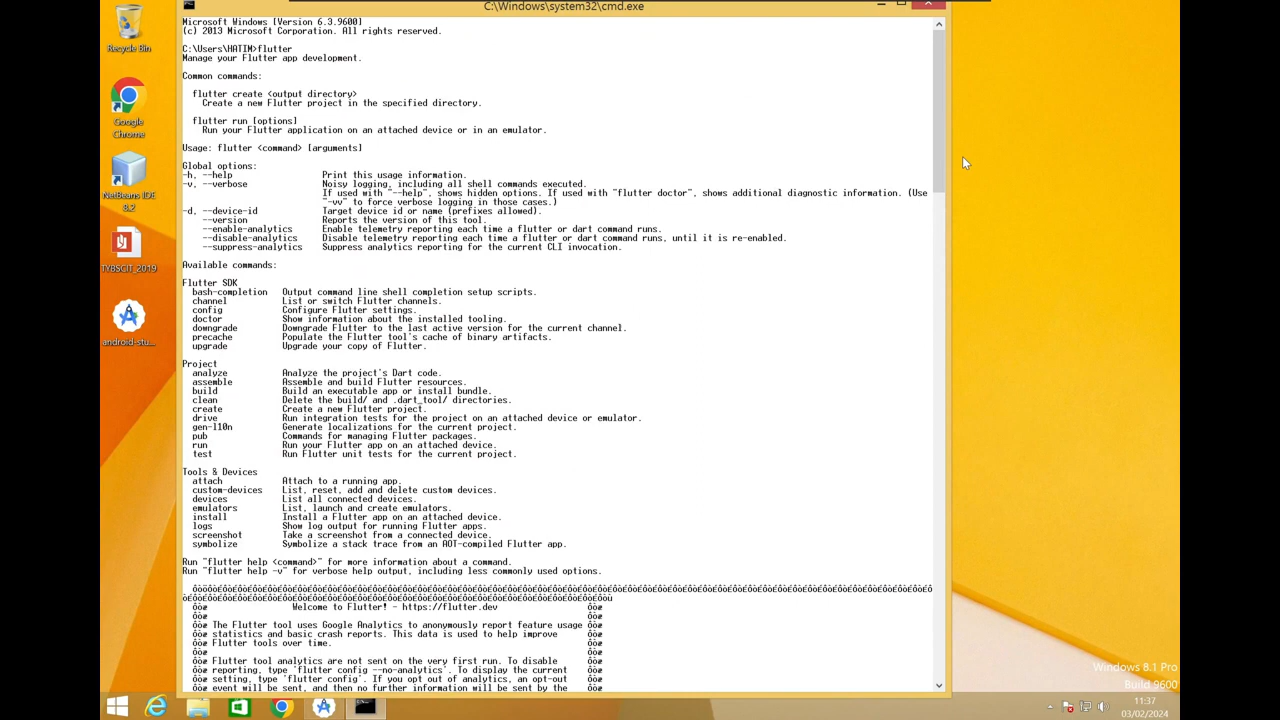 C:\Windows\system32\cmd.exe
Microsoft Windows [Version 6.3.9600]
(c) 2013 Microsoft Corporation. All rights reserved.
C:\Users\HATIM>flutter
Manage your Flutter app development.
Common commands:
flutter create <output directory>
Create a new Flutter project in the specified directory.
flutter run [options]
Run your Flutter application on an attached device or in an emulator.
Usage: flutter <command> [arguments]
Global options:
-h, --help Print this usage information.
-v, --verbose Noisy logging, including all shell commands executed.
If used with "--help", shows hidden options. If used with "flutter doctor", shows additional diagnostic information. (Use
"-vv" to force verbose logging in those cases.)
-d, --device-id Target device id or name (prefixes allowed).
--version Reports the version of this tool.
--enable-analytics Enable telemetry reporting each time a flutter or dart command runs.
--disable-analytics Disable telemetry reporting each time a flutter or dart command runs, until it is re-enabled.
--suppress-analytics Suppress analytics reporting for the current CLI invocation.
Available commands:
Flutter SDK
bash-completion Output command line shell completion setup scripts.
channel List or switch Flutter channels.
config Configure Flutter settings.
doctor Show information about the installed tooling.
downgrade Downgrade Flutter to the last active version for the current channel.
precache Populate the Flutter tool's cache of binary artifacts.
upgrade Upgrade your copy of Flutter.
Project
analyze Analyze the project's Dart code.
assemble Assemble and build Flutter resources.
build Build an executable app or install bundle.
clean Delete the build/ and .dart_tool/ directories.
create Create a new Flutter project.
drive Run integration tests for the project on an attached device or emulator.
gen-l10n Generate localizations for the current project.
pub Commands for managing Flutter packages.
run Run your Flutter app on an attached device.
test Run Flutter unit tests for the current project.
Tools & Devices
attach Attach to a running app.
custom-devices List, reset, add and delete custom devices.
devices List all connected devices.
emulators List, launch and create emulators.
install Install a Flutter app on an attached device.
logs Show log output for running Flutter apps.
screenshot Take a screenshot from a connected device.
symbolize Symbolize a stack trace from an AOT-compiled Flutter app.
Run "flutter help <command>" for more information about a command.
Run "flutter help -v" for verbose help output, including less commonly used options.
Welcome to Flutter! - https://flutter.dev
The Flutter tool uses Google Analytics to anonymously report feature usage
statistics and basic crash reports. This data is used to help improve
Flutter tools over time.
Flutter tool analytics are not sent on the very first run. To disable
reporting, type 'flutter config --no-analytics'. To display the current
setting, type 'flutter config'. If you opt out of analytics, an opt-out
event will be sent, and then no further information will be sent by the
Recycle Bin
Google
Chrome
NetBeans IDE
8.2
TYBSCIT_2019
android-stu...
Windows 8.1 Pro
Build 9600
11:37
03/02/2024